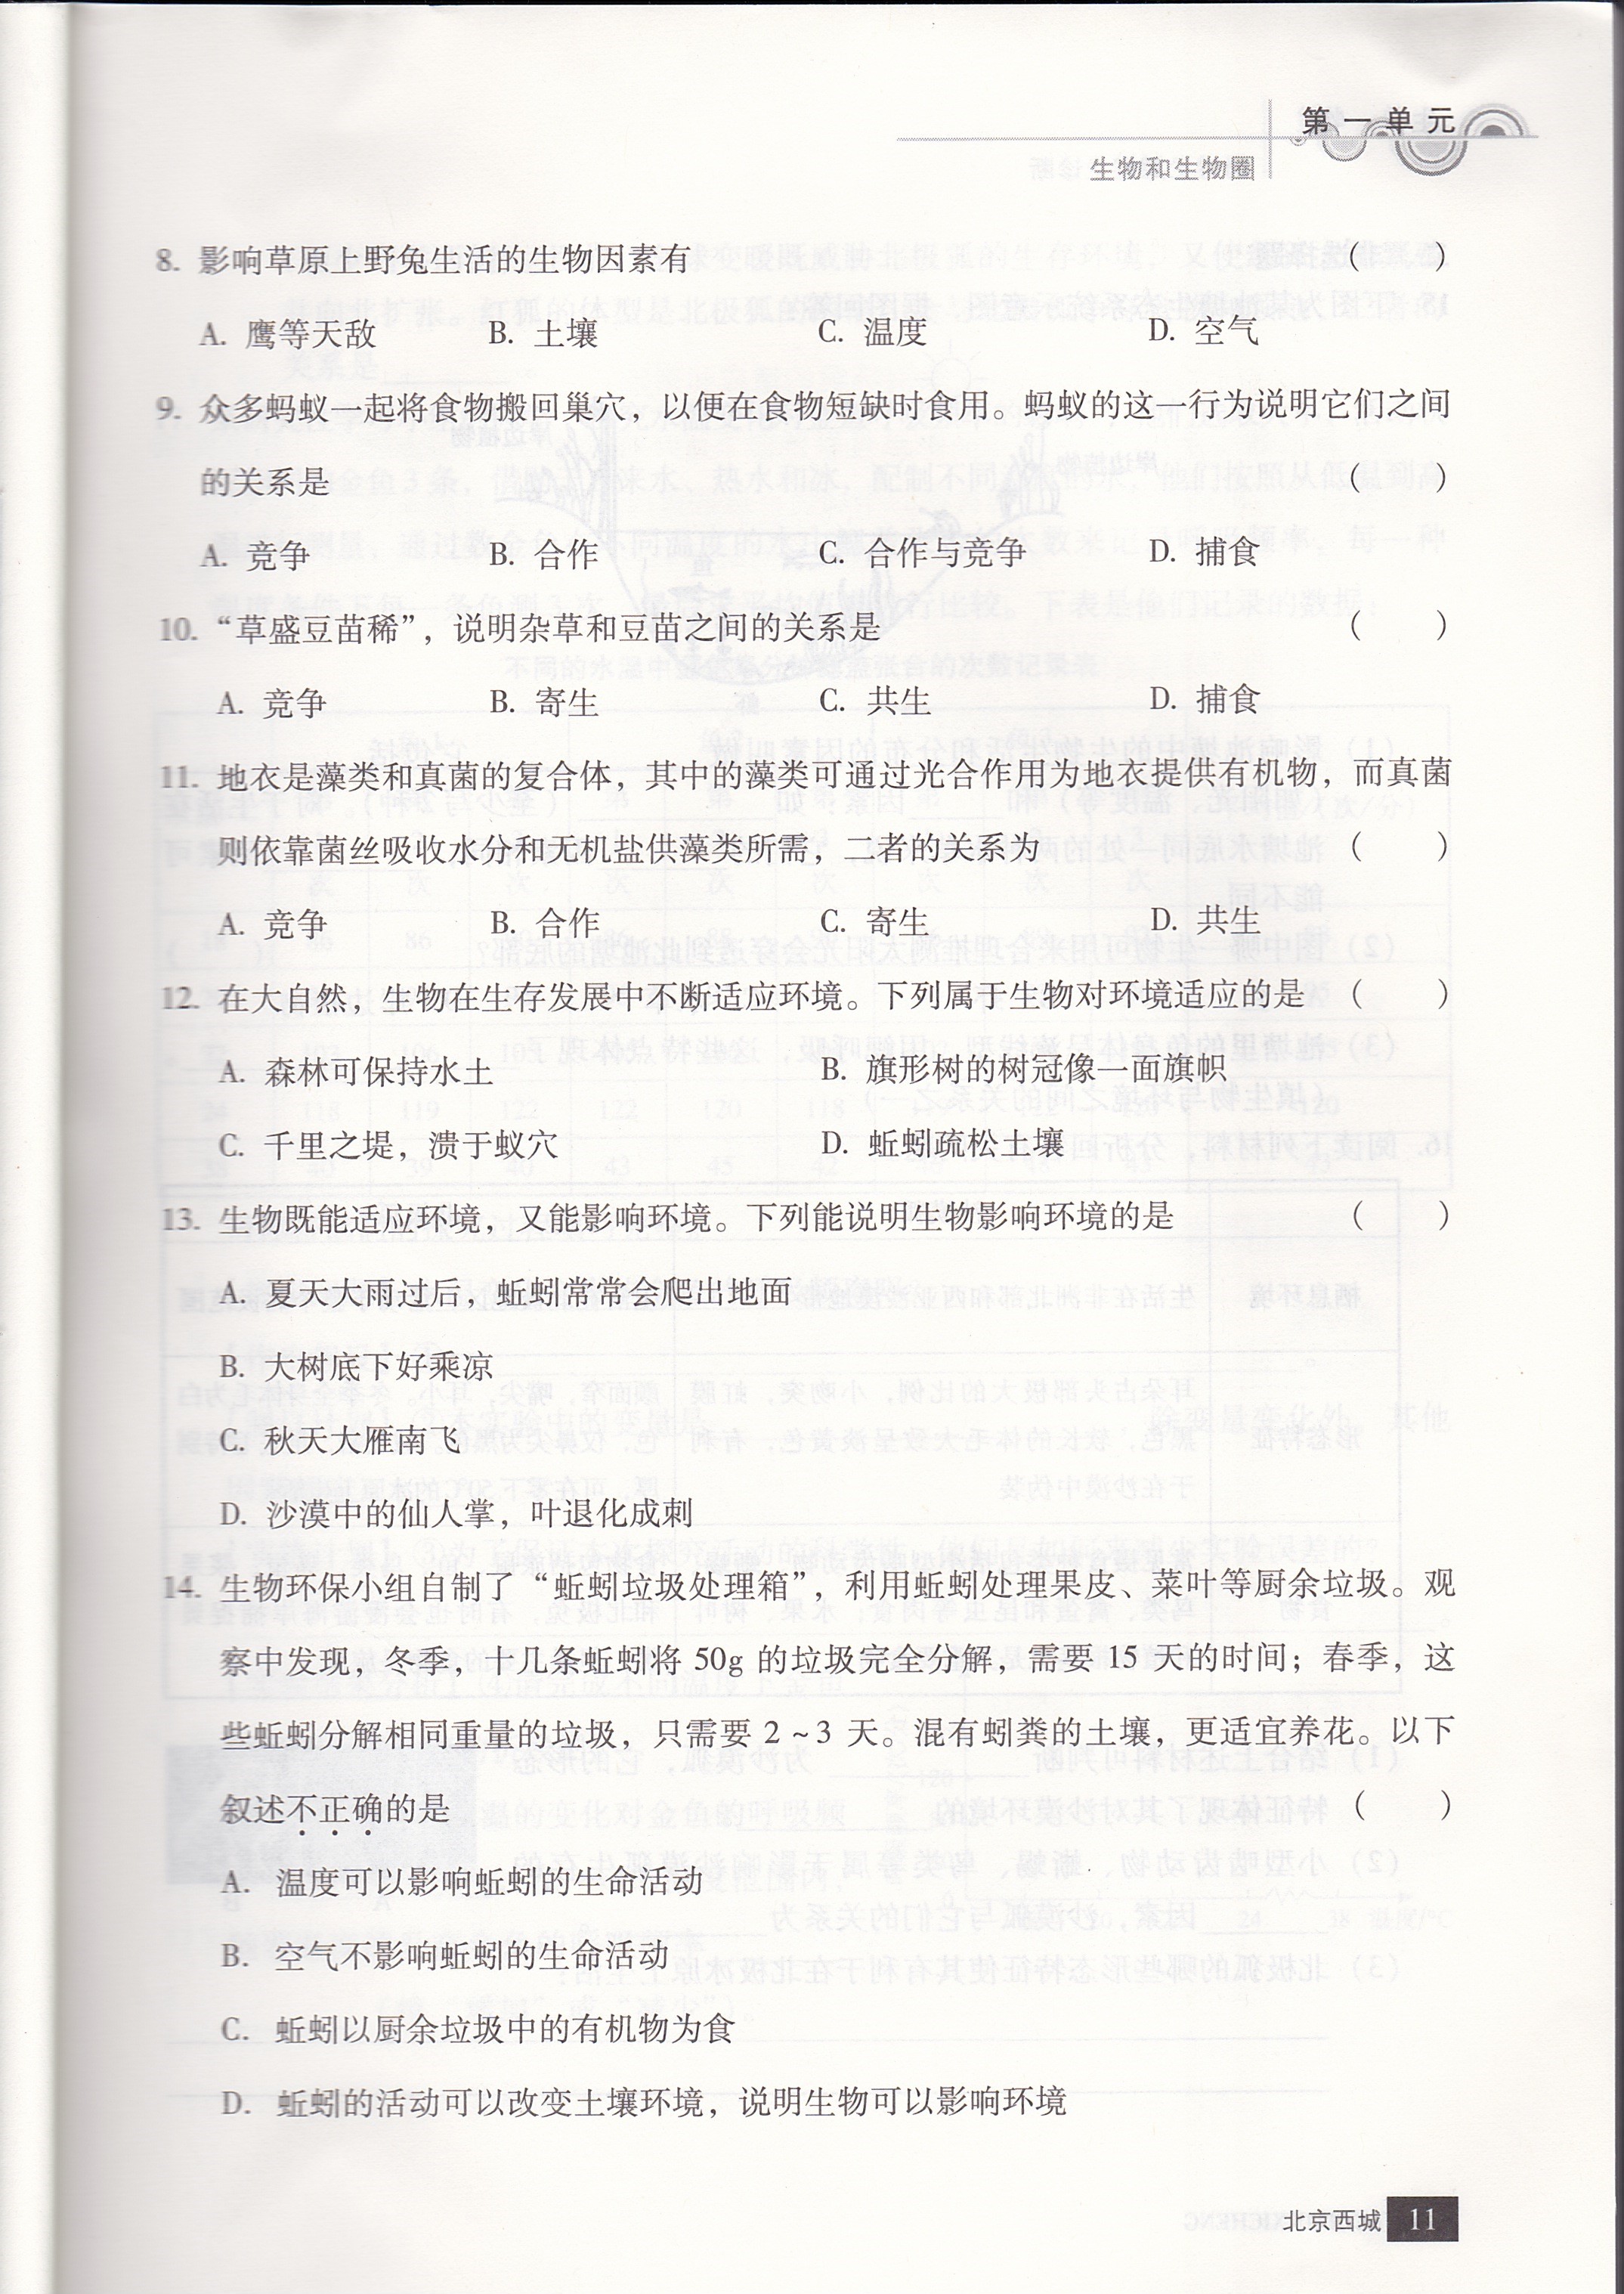 第一单元
生物和生物圈
8. 影响草原上野兔生活的生物因素有 （ ）
A. 鹰等天敌 B. 土壤 C. 温度 D. 空气
9. 众多蚂蚁一起将食物搬回巢穴，以便在食物短缺时食用。蚂蚁的这一行为说明它们之间
的关系是 （ ）
A. 竞争 B. 合作 C. 合作与竞争 D. 捕食
10. “草盛豆苗稀”，说明杂草和豆苗之间的关系是 （ ）
A. 竞争 B. 寄生 C. 共生 D. 捕食
11. 地衣是藻类和真菌的复合体，其中的藻类可通过光合作用为地衣提供有机物，而真菌
则依靠菌丝吸收水分和无机盐供藻类所需，二者的关系为 （ ）
A. 竞争 B. 合作 C. 寄生 D. 共生
12. 在大自然，生物在生存发展中不断适应环境。下列属于生物对环境适应的是 （ ）
A. 森林可保持水土 B. 旗形树的树冠像一面旗帜
C. 千里之堤，溃于蚁穴 D. 蚯蚓疏松土壤
13. 生物既能适应环境，又能影响环境。下列能说明生物影响环境的是 （ ）
A. 夏天大雨过后，蚯蚓常常会爬出地面
B. 大树底下好乘凉
C. 秋天大雁南飞
D. 沙漠中的仙人掌，叶退化成刺
14. 生物环保小组自制了“蚯蚓垃圾处理箱”，利用蚯蚓处理果皮、菜叶等厨余垃圾。观
察中发现，冬季，十几条蚯蚓将 50g 的垃圾完全分解，需要 15 天的时间；春季，这
些蚯蚓分解相同重量的垃圾，只需要 2 ~ 3 天。混有蚓粪的土壤，更适宜养花。以下
叙述不正确的是 （ ）
A. 温度可以影响蚯蚓的生命活动
B. 空气不影响蚯蚓的生命活动
C. 蚯蚓以厨余垃圾中的有机物为食
D. 蚯蚓的活动可以改变土壤环境，说明生物可以影响环境
北京西城 11